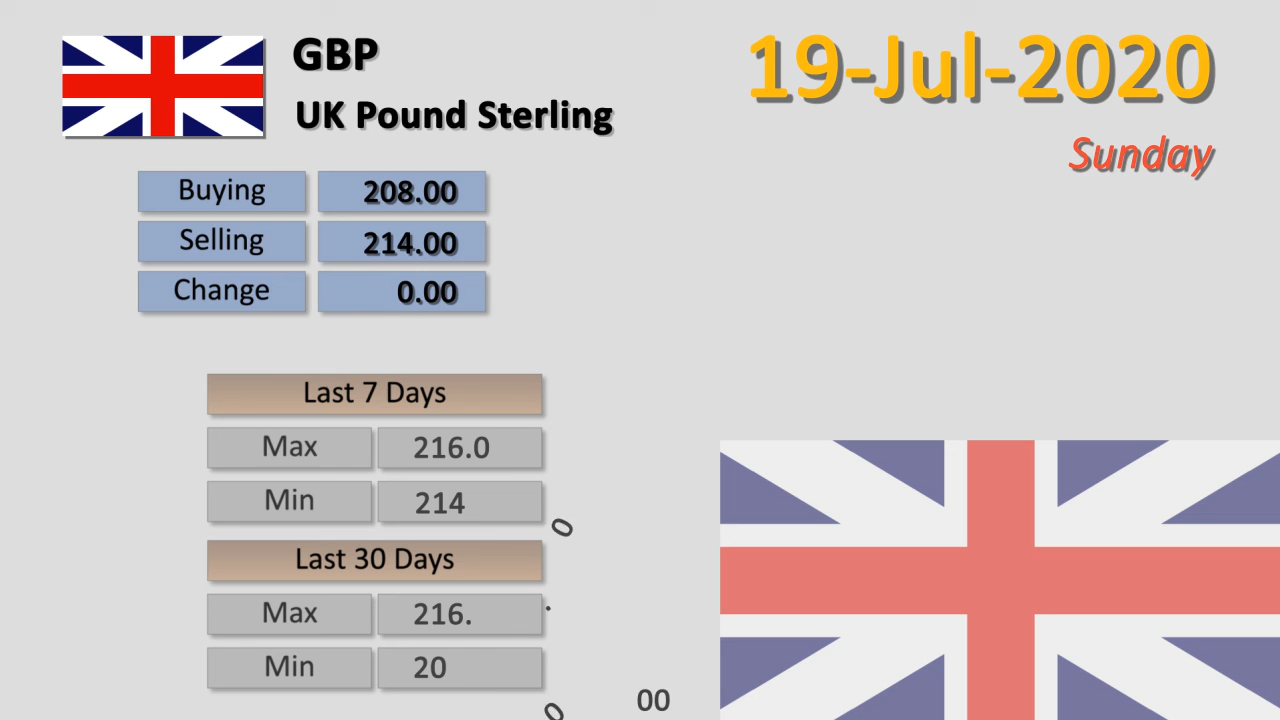 GBP
UK Pound Sterling
19-Jul-2020
Sunday
Buying 208.00
Selling 214.00
Change 0.00
Last 7 Days
Max 216.0
Min 214
0
Last 30 Days
Max 216.
.
Min 20
0
00